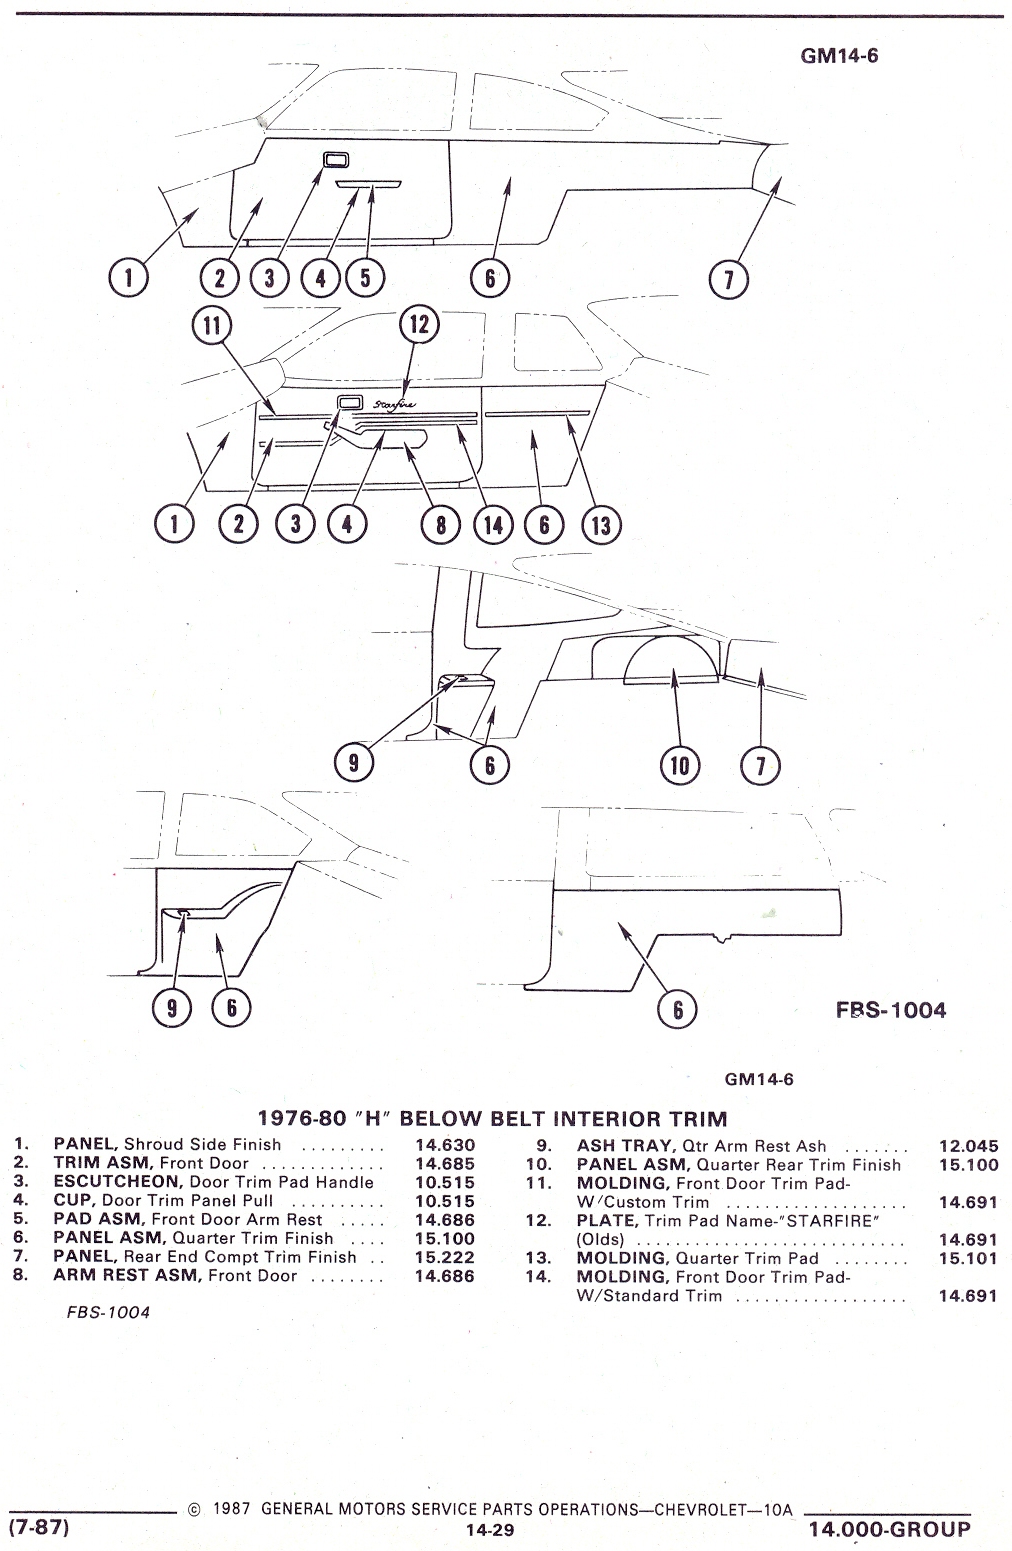 GM14-6
1 2 3 4 5 6 7
11 12
Starfire
1 2 3 4 8 14 6 13
9 6 10 7
9 6 6
FBS-1004
GM14-6
1976-80 "H" BELOW BELT INTERIOR TRIM
1. PANEL, Shroud Side Finish ......... 14.630
2. TRIM ASM, Front Door ............. 14.685
3. ESCUTCHEON, Door Trim Pad Handle 10.515
4. CUP, Door Trim Panel Pull .......... 10.515
5. PAD ASM, Front Door Arm Rest ..... 14.686
6. PANEL ASM, Quarter Trim Finish .... 15.100
7. PANEL, Rear End Compt Trim Finish .. 15.222
8. ARM REST ASM, Front Door ........ 14.686
FBS-1004
9. ASH TRAY, Qtr Arm Rest Ash ....... 12.045
10. PANEL ASM, Quarter Rear Trim Finish 15.100
11. MOLDING, Front Door Trim Pad-
W/Custom Trim ................... 14.691
12. PLATE, Trim Pad Name-"STARFIRE"
(Olds) ............................ 14.691
13. MOLDING, Quarter Trim Pad ........ 15.101
14. MOLDING, Front Door Trim Pad-
W/Standard Trim .................. 14.691
© 1987 GENERAL MOTORS SERVICE PARTS OPERATIONS—CHEVROLET—10A
(7-87) 14-29 14.000-GROUP